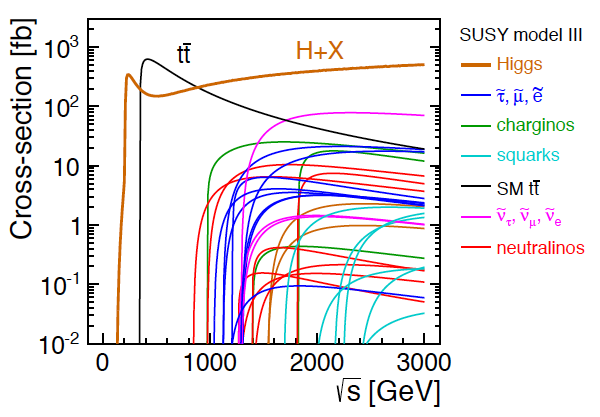 Cross-section [fb]
10³
10²
10
1
10⁻¹
10⁻²
0
1000
2000
3000
√s [GeV]
tt̄
H+X
SUSY model III
Higgs
τ̃, μ̃, ẽ
charginos
squarks
SM tt̄
ν̃τ, ν̃μ, ν̃e
neutralinos